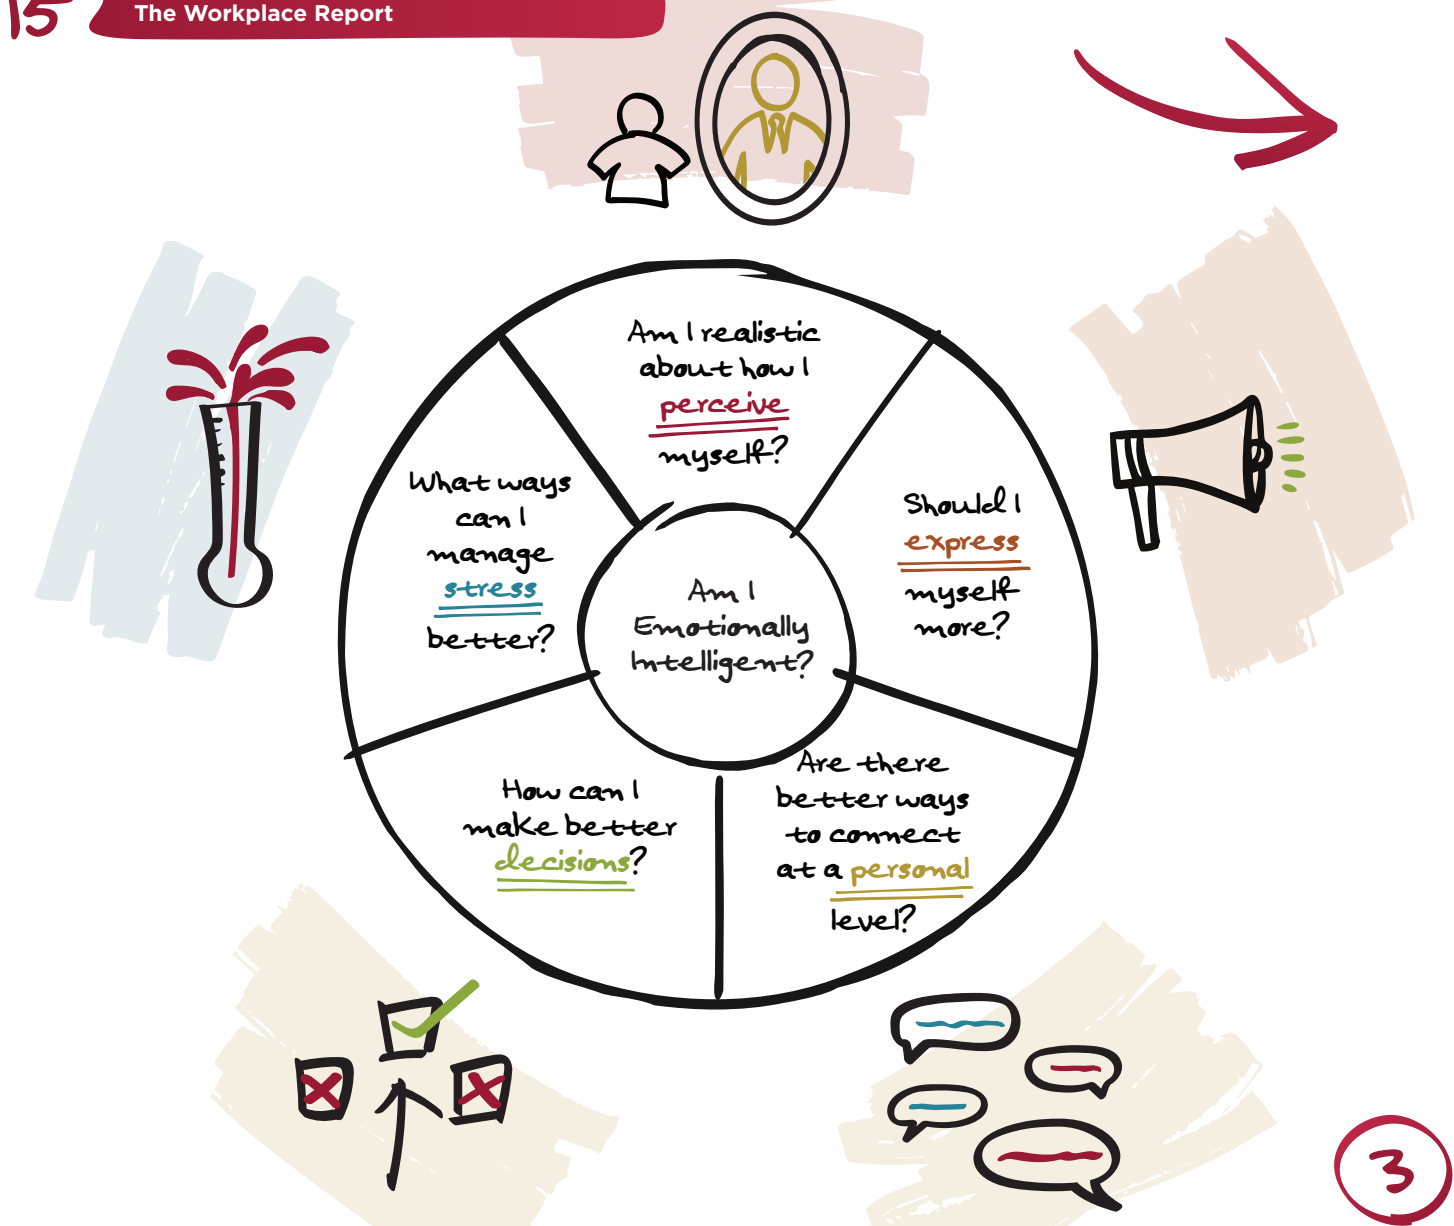 15
The Workplace Report
Am I realistic
about how I
perceive
myself?
Should I
express
myself
more?
Are there
better ways
to connect
at a personal
level?
How can I
make better
decisions?
What ways
can I
manage
stress
better?
Am I
Emotionally
Intelligent?
3